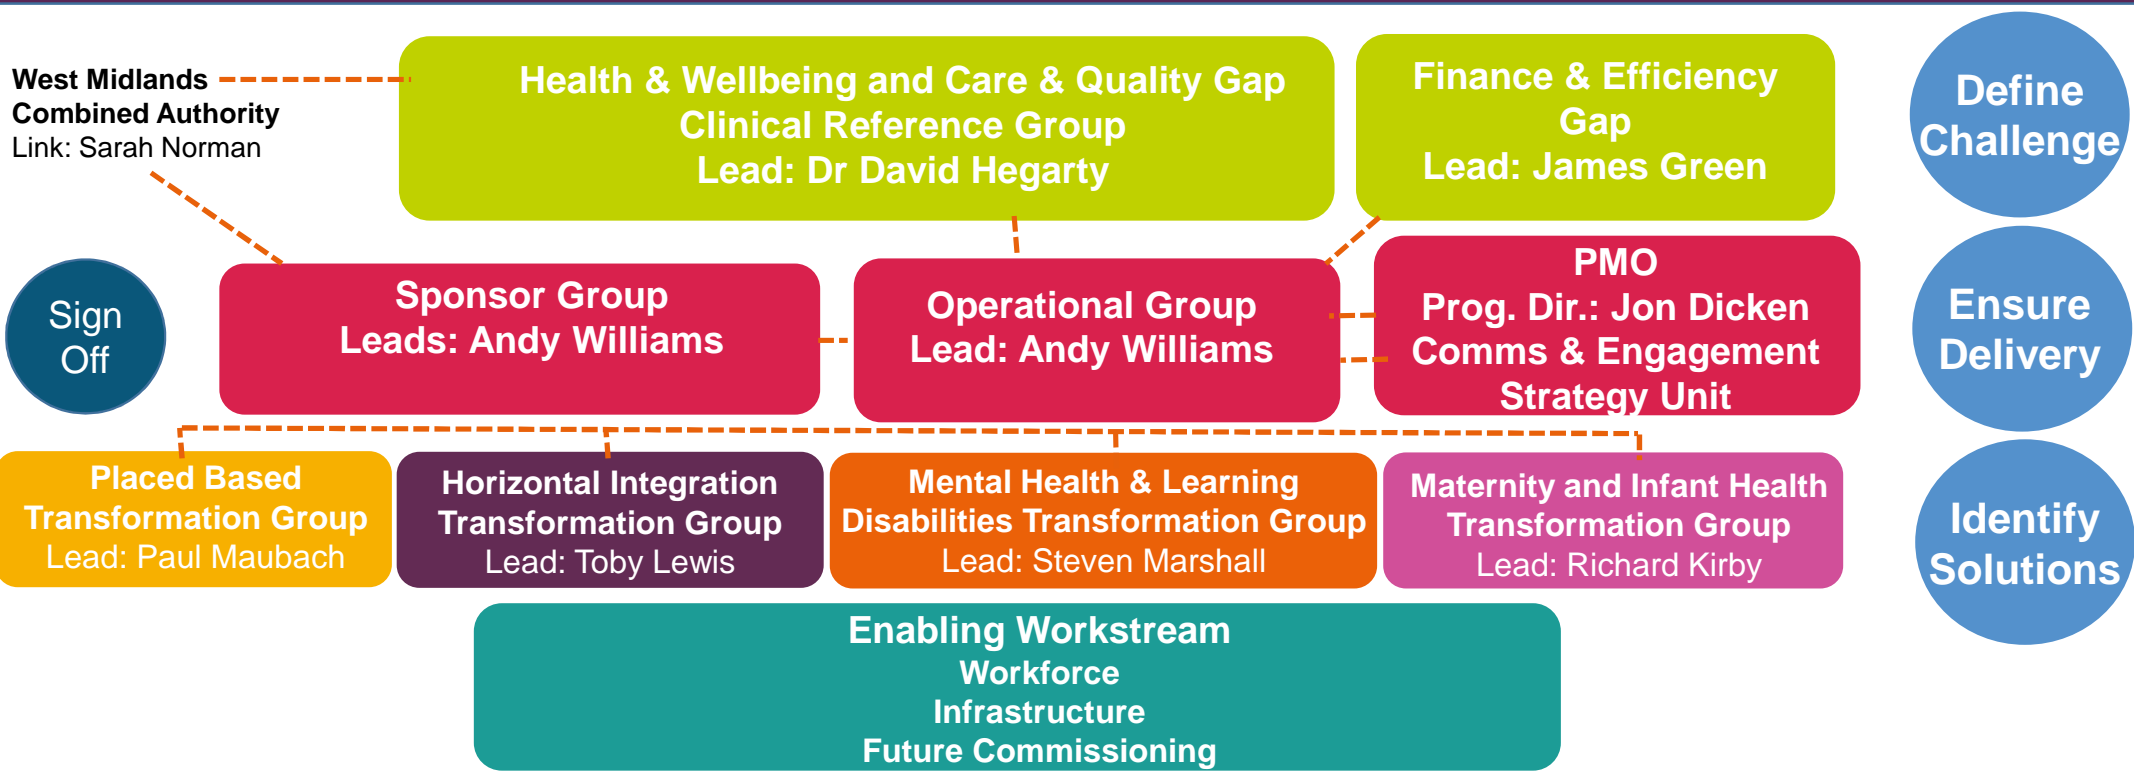 West Midlands
Combined Authority
Link: Sarah Norman
Health & Wellbeing and Care & Quality Gap
Clinical Reference Group
Lead: Dr David Hegarty
Finance & Efficiency
Gap
Lead: James Green
Define
Challenge
Sign
Off
Sponsor Group
Leads: Andy Williams
Operational Group
Lead: Andy Williams
PMO
Prog. Dir.: Jon Dicken
Comms & Engagement
Strategy Unit
Ensure
Delivery
Placed Based
Transformation Group
Lead: Paul Maubach
Horizontal Integration
Transformation Group
Lead: Toby Lewis
Mental Health & Learning
Disabilities Transformation Group
Lead: Steven Marshall
Maternity and Infant Health
Transformation Group
Lead: Richard Kirby
Identify
Solutions
Enabling Workstream
Workforce
Infrastructure
Future Commissioning